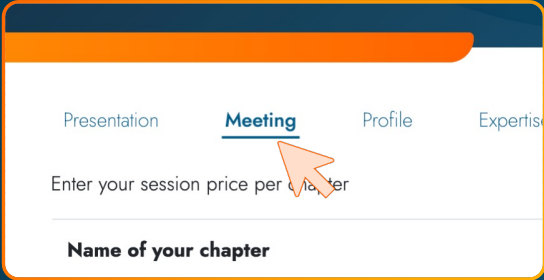 Presentation Meeting Profile Expertise
Enter your session price per chapter
Name of your chapter